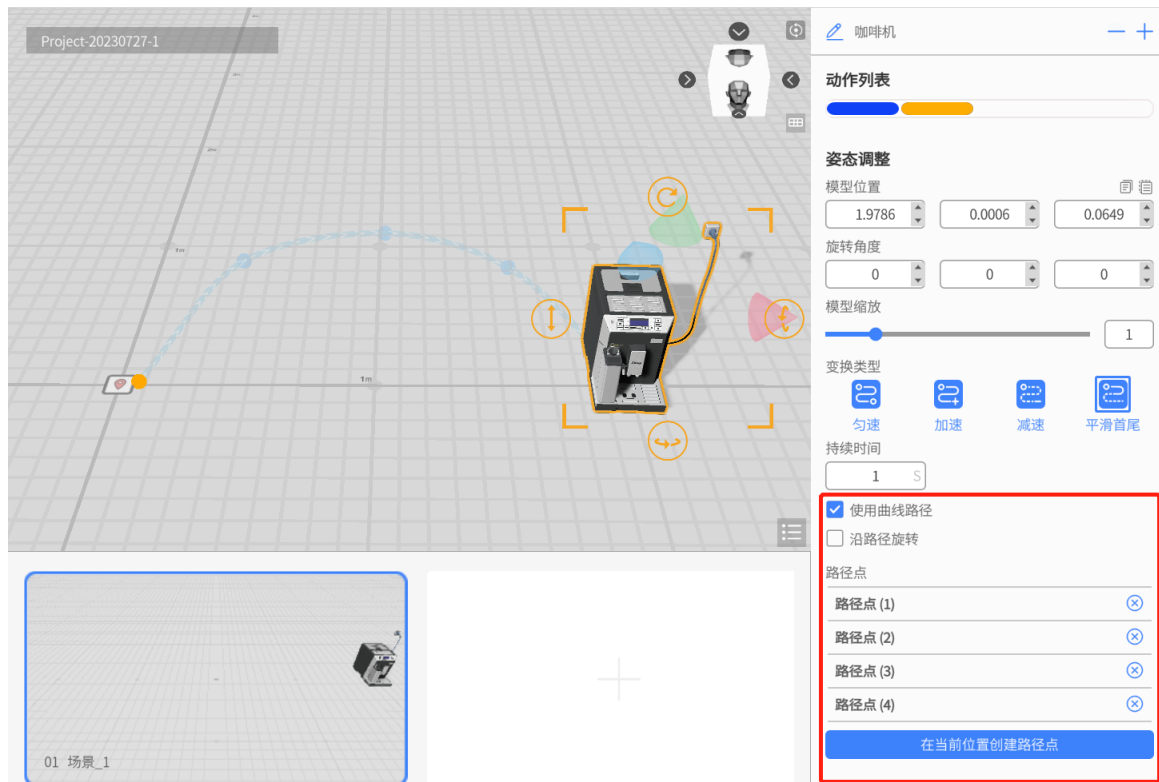 Project-20230727-1
1m
1m
01 场景_1
咖啡机
动作列表
姿态调整
模型位置
1.9786 0.0006 0.0649
旋转角度
0 0 0
模型缩放
1
变换类型
匀速 加速 减速 平滑首尾
持续时间
1 S
使用曲线路径
沿路径旋转
路径点
路径点 (1)
路径点 (2)
路径点 (3)
路径点 (4)
在当前位置创建路径点